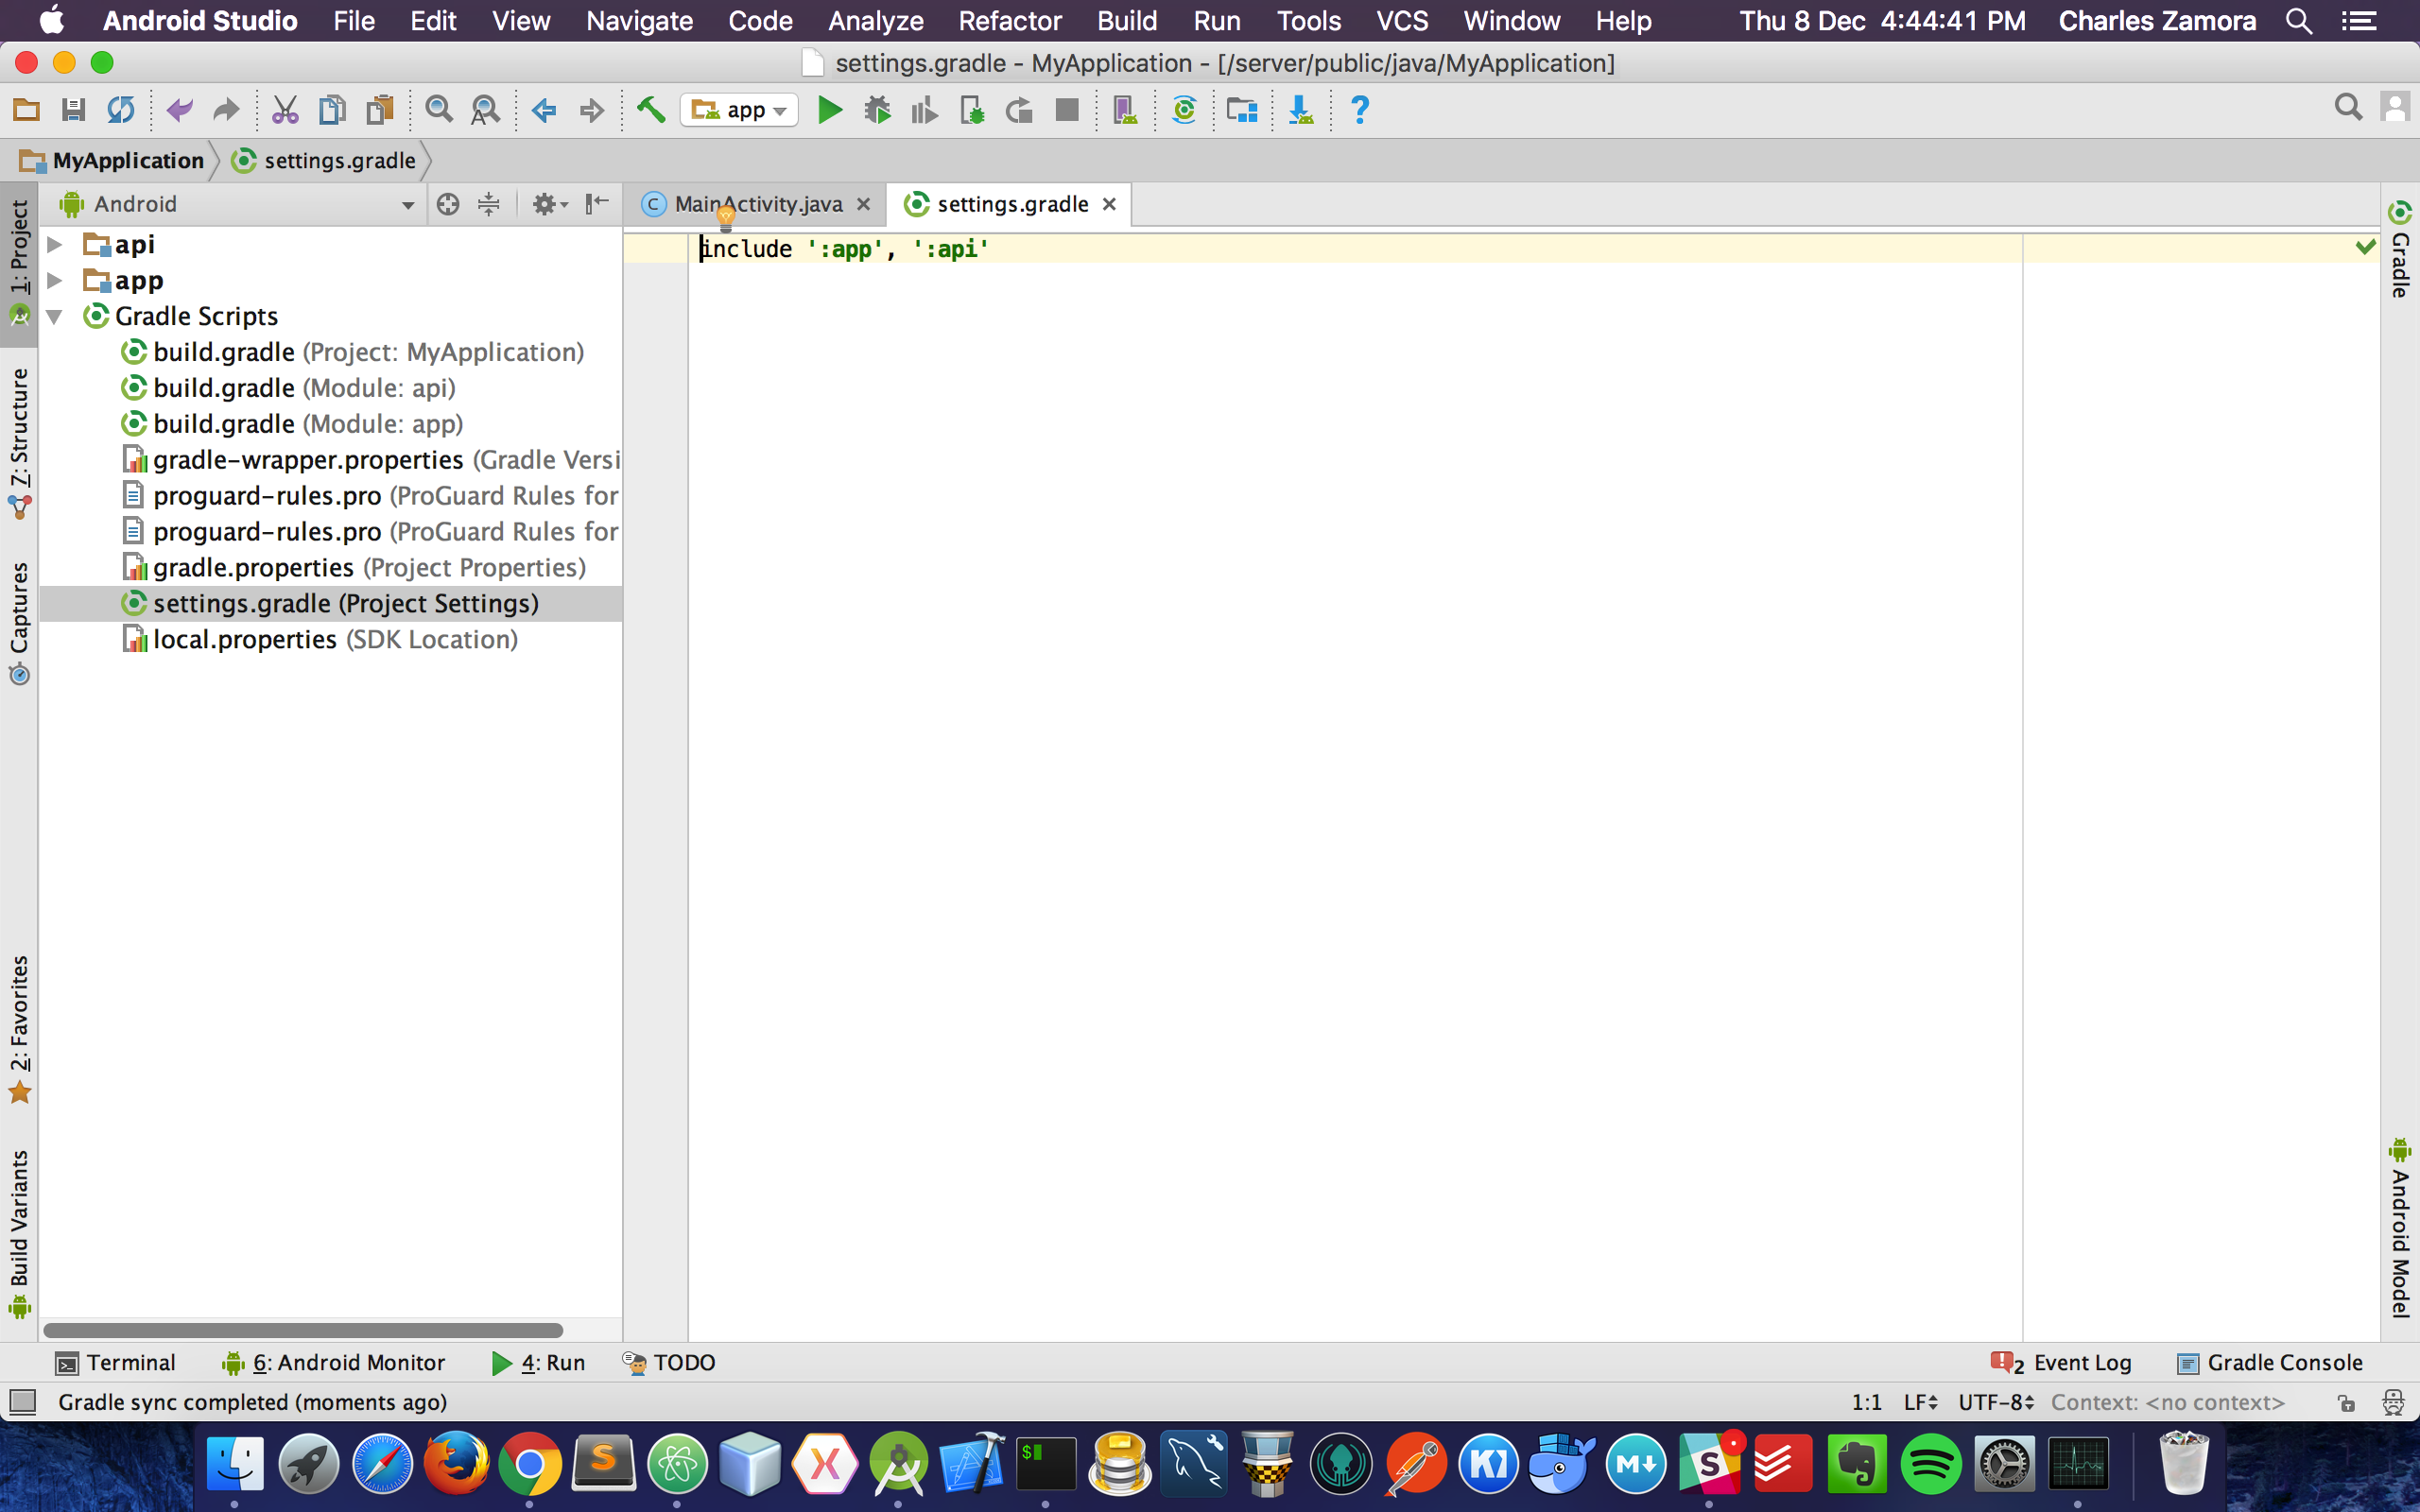 Android Studio File Edit View Navigate Code Analyze Refactor Build Run Tools VCS Window Help Thu 8 Dec 4:44:41 PM Charles Zamora
settings.gradle - MyApplication - [/server/public/java/MyApplication]
app
MyApplication settings.gradle
Android
MainActivity.java settings.gradle
include ':app', ':api'
api
app
Gradle Scripts
build.gradle (Project: MyApplication)
build.gradle (Module: api)
build.gradle (Module: app)
gradle-wrapper.properties (Gradle Versi
proguard-rules.pro (ProGuard Rules for
proguard-rules.pro (ProGuard Rules for
gradle.properties (Project Properties)
settings.gradle (Project Settings)
local.properties (SDK Location)
1: Project
7: Structure
Captures
2: Favorites
Build Variants
Gradle
Android Model
Terminal 6: Android Monitor 4: Run TODO 2 Event Log Gradle Console
Gradle sync completed (moments ago) 1:1 LF UTF-8 Context: <no context>